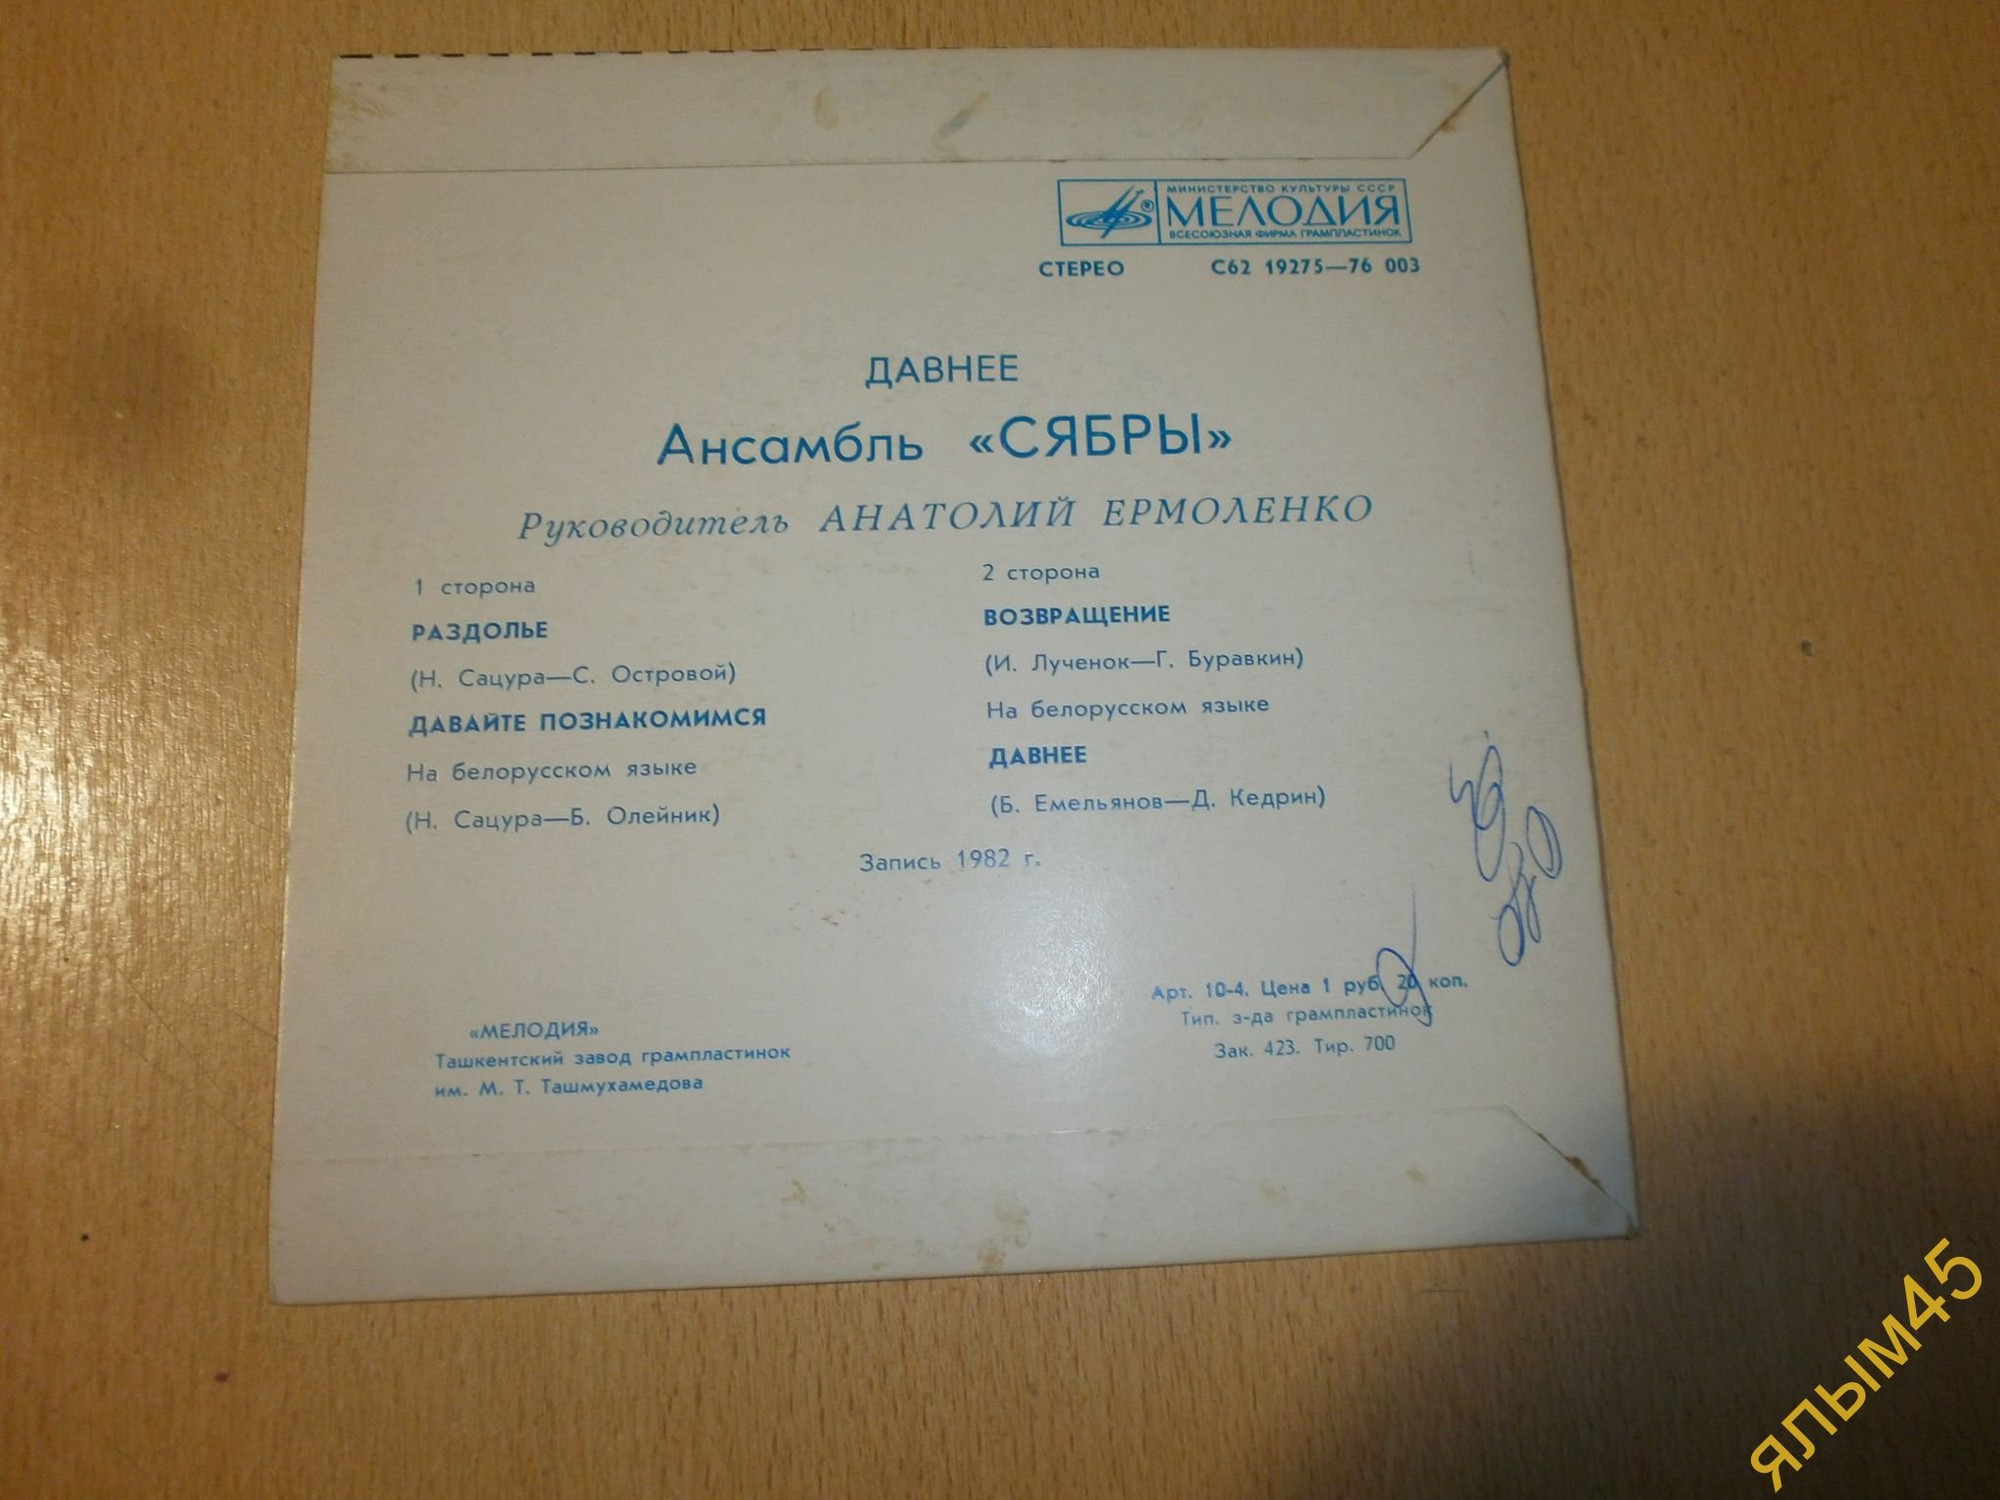 МИНИСТЕРСТВО КУЛЬТУРЫ СССР
МЕЛОДИЯ
ВСЕСОЮЗНАЯ ФИРМА ГРАМПЛАСТИНОК
СТЕРЕО С62 19275—76 003
ДАВНЕЕ
Ансамбль «СЯБРЫ»
Руководитель АНАТОЛИЙ ЕРМОЛЕНКО
1 сторона
РАЗДОЛЬЕ
(Н. Сацура—С. Островой)
ДАВАЙТЕ ПОЗНАКОМИМСЯ
На белорусском языке
(Н. Сацура—Б. Олейник)
2 сторона
ВОЗВРАЩЕНИЕ
(И. Лученок—Г. Буравкин)
На белорусском языке
ДАВНЕЕ
(Б. Емельянов—Д. Кедрин)
Запись 1982 г.
«МЕЛОДИЯ»
Ташкентский завод грампластинок
им. М. Т. Ташмухамедова
Арт. 10-4. Цена 1 руб. 20 коп.
Тип. з-да грампластинок
Зак. 423. Тир. 700
ялым45